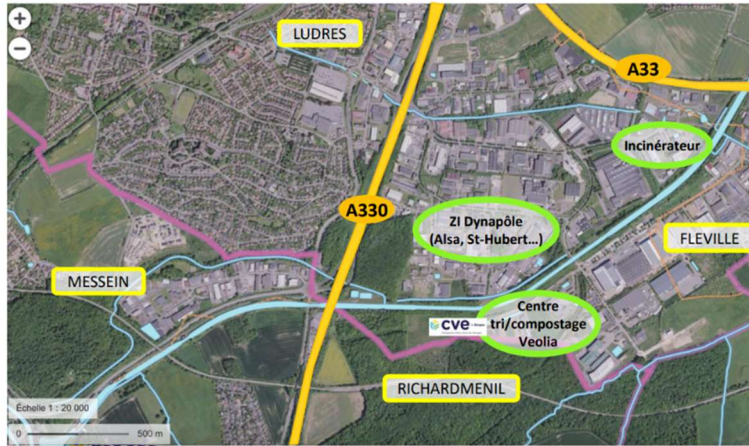 +
LUDRES
−
A33
Incinérateur
A330
ZI Dynapôle
(Alsa, St-Hubert...)
FLEVILLE
MESSEIN
Centre
tri/compostage
Veolia
cve
RICHARDMENIL
Échelle 1 : 20 000
0 500 m